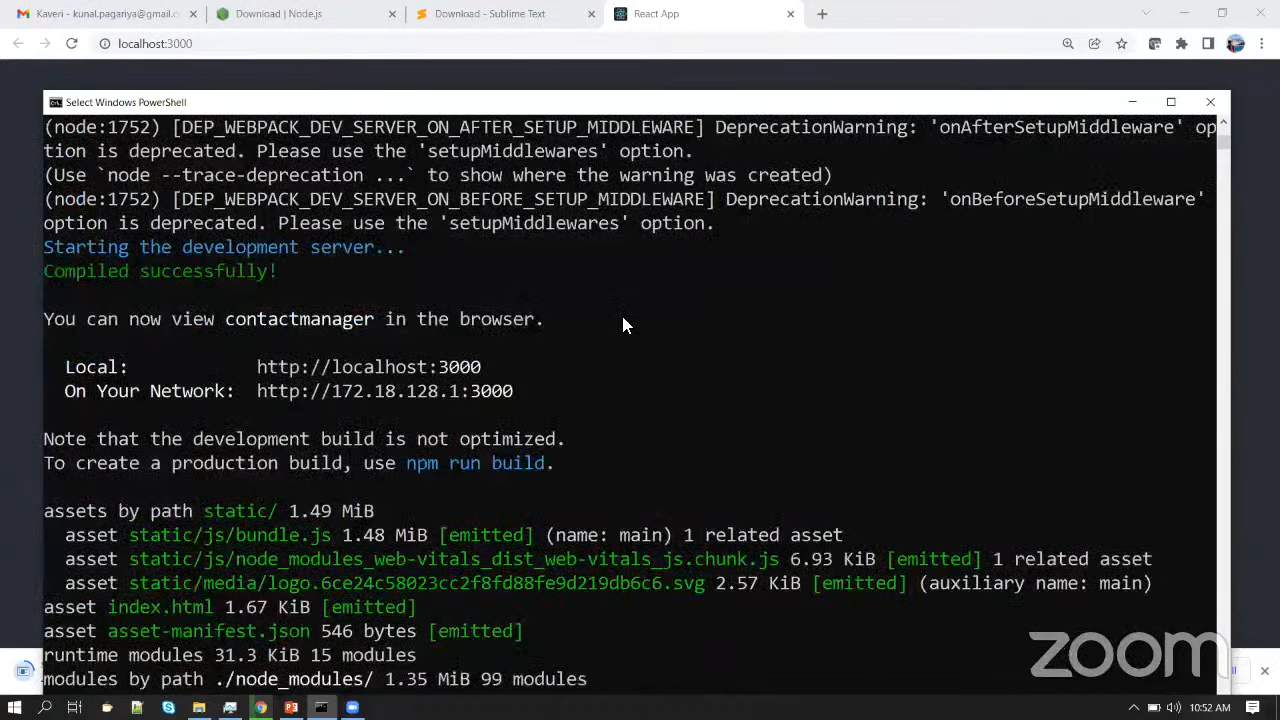 Kaveri - kunal.pagariya@gmail.c
Download | Node.js
Download - Sublime Text
React App
localhost:3000
Select Windows PowerShell
(node:1752) [DEP_WEBPACK_DEV_SERVER_ON_AFTER_SETUP_MIDDLEWARE] DeprecationWarning: 'onAfterSetupMiddleware' op
tion is deprecated. Please use the 'setupMiddlewares' option.
(Use `node --trace-deprecation ...` to show where the warning was created)
(node:1752) [DEP_WEBPACK_DEV_SERVER_ON_BEFORE_SETUP_MIDDLEWARE] DeprecationWarning: 'onBeforeSetupMiddleware'
option is deprecated. Please use the 'setupMiddlewares' option.
Starting the development server...
Compiled successfully!
You can now view contactmanager in the browser.
Local: http://localhost:3000
On Your Network: http://172.18.128.1:3000
Note that the development build is not optimized.
To create a production build, use npm run build.
assets by path static/ 1.49 MiB
asset static/js/bundle.js 1.48 MiB [emitted] (name: main) 1 related asset
asset static/js/node_modules_web-vitals_dist_web-vitals_js.chunk.js 6.93 KiB [emitted] 1 related asset
asset static/media/logo.6ce24c58023cc2f8fd88fe9d219db6c6.svg 2.57 KiB [emitted] (auxiliary name: main)
asset index.html 1.67 KiB [emitted]
asset asset-manifest.json 546 bytes [emitted]
runtime modules 31.3 KiB 15 modules
modules by path ./node_modules/ 1.35 MiB 99 modules
zoom
10:52 AM